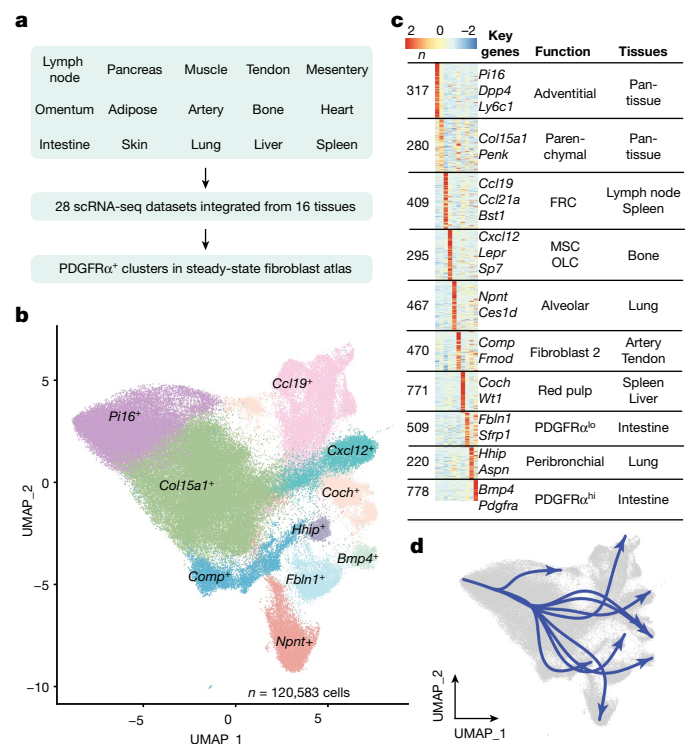 a
Lymph node Pancreas Muscle Tendon Mesentery
Omentum Adipose Artery Bone Heart
Intestine Skin Lung Liver Spleen
28 scRNA-seq datasets integrated from 16 tissues
PDGFRα+ clusters in steady-state fibroblast atlas
b
UMAP_2
5
0
−5
−10
Pi16+
Ccl19+
Cxcl12+
Col15a1+
Coch+
Hhip+
Bmp4+
Comp+
Fbln1+
Npnt+
n = 120,583 cells
−5 0 5
UMAP_1
c
2 0 −2
n
Key genes Function Tissues
317 Pi16 Dpp4 Ly6c1 Adventitial Pan-tissue
280 Col15a1 Penk Paren-chymal Pan-tissue
409 Ccl19 Ccl21a Bst1 FRC Lymph node Spleen
295 Cxcl12 Lepr Sp7 MSC OLC Bone
467 Npnt Ces1d Alveolar Lung
470 Comp Fmod Fibroblast 2 Artery Tendon
771 Coch Wt1 Red pulp Spleen Liver
509 Fbln1 Sfrp1 PDGFRαlo Intestine
220 Hhip Aspn Peribronchial Lung
778 Bmp4 Pdgfra PDGFRαhi Intestine
d
UMAP_2
UMAP_1